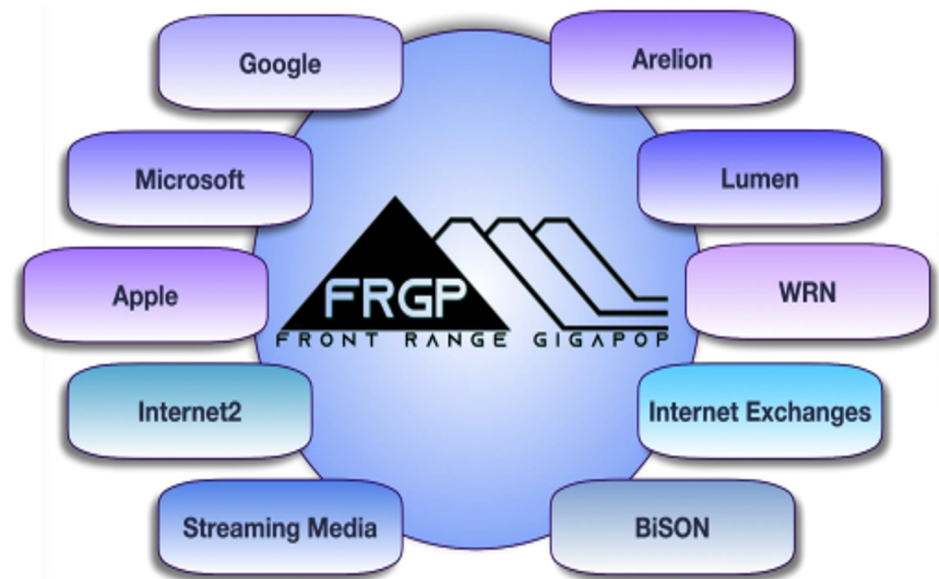 Google
Arelion
Microsoft
Lumen
FRGP
FRONT RANGE GIGAPOP
Apple
WRN
Internet2
Internet Exchanges
Streaming Media
BiSON